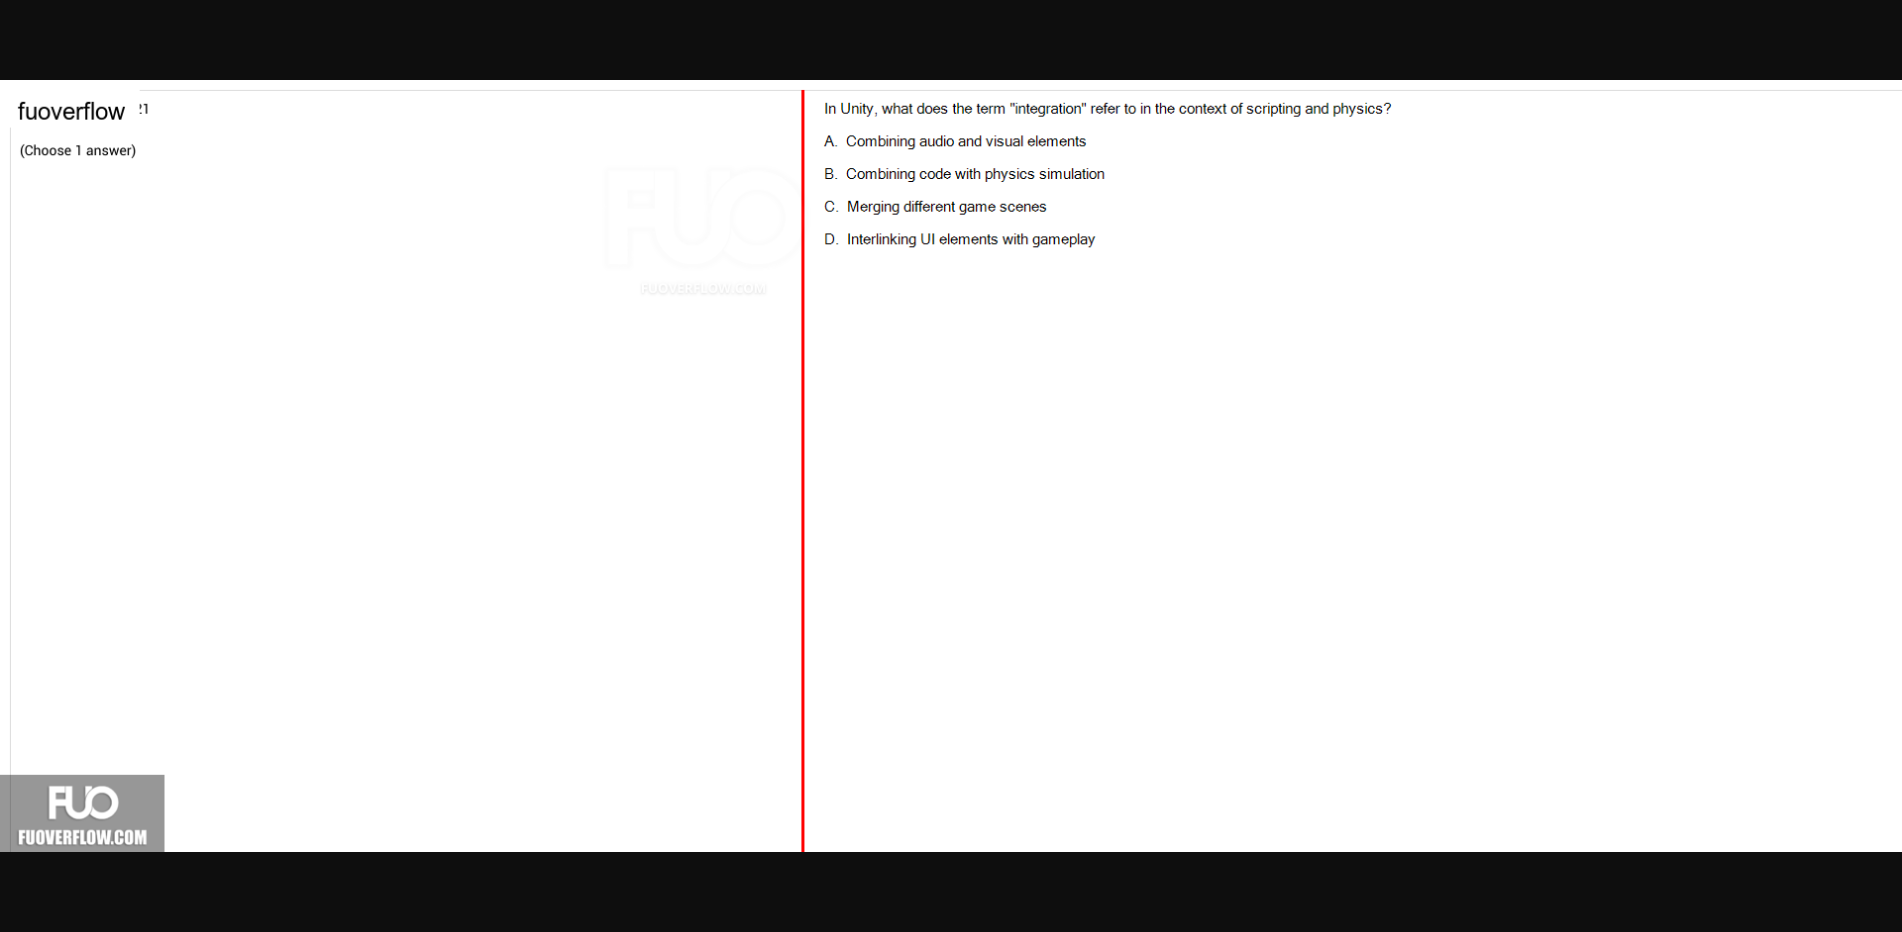 fuoverflow
21
(Choose 1 answer)
FUO
FUOVERFLOW.COM
In Unity, what does the term "integration" refer to in the context of scripting and physics?
A. Combining audio and visual elements
B. Combining code with physics simulation
C. Merging different game scenes
D. Interlinking UI elements with gameplay
FUO
FUOVERFLOW.COM